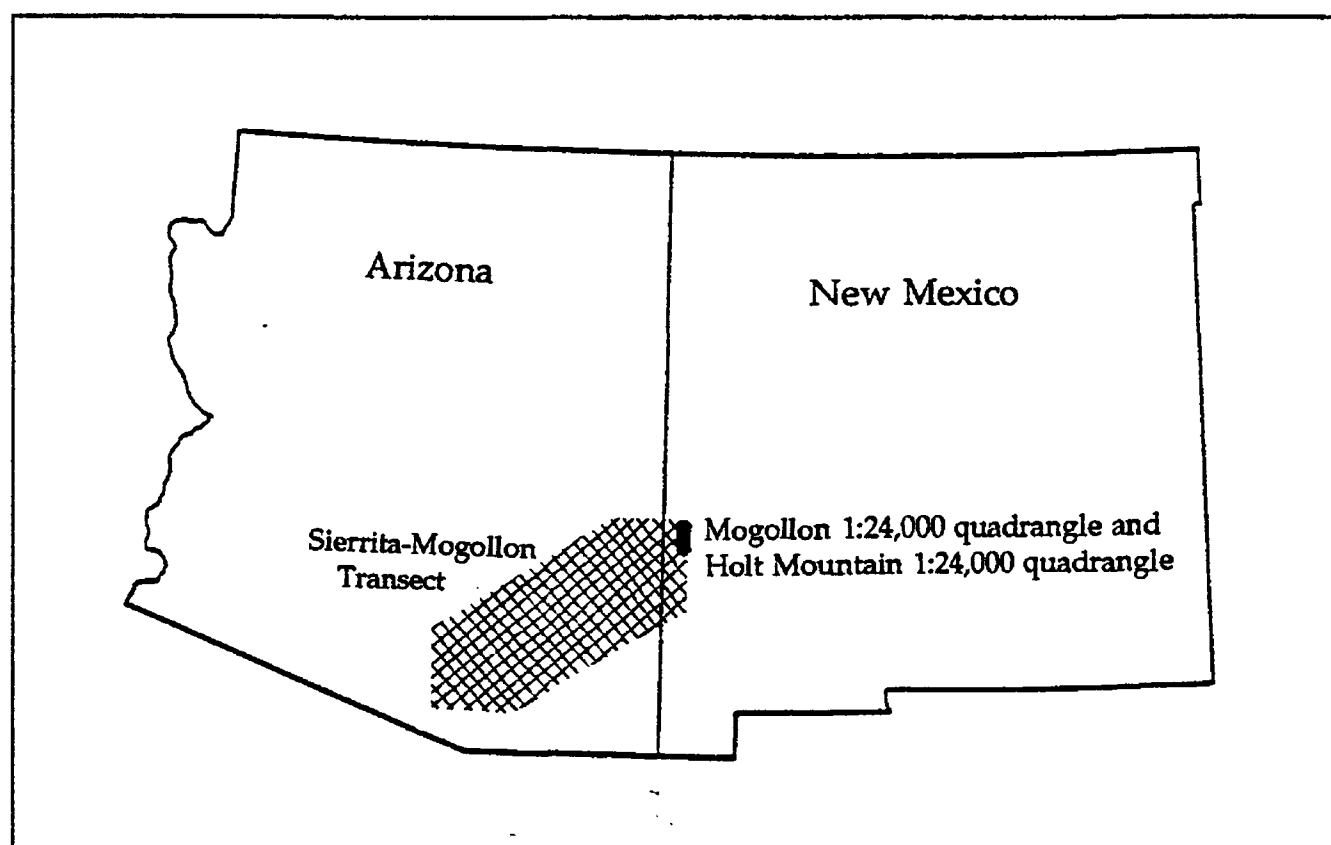 Arizona
New Mexico
Sierrita-Mogollon
Transect
Mogollon 1:24,000 quadrangle and
Holt Mountain 1:24,000 quadrangle